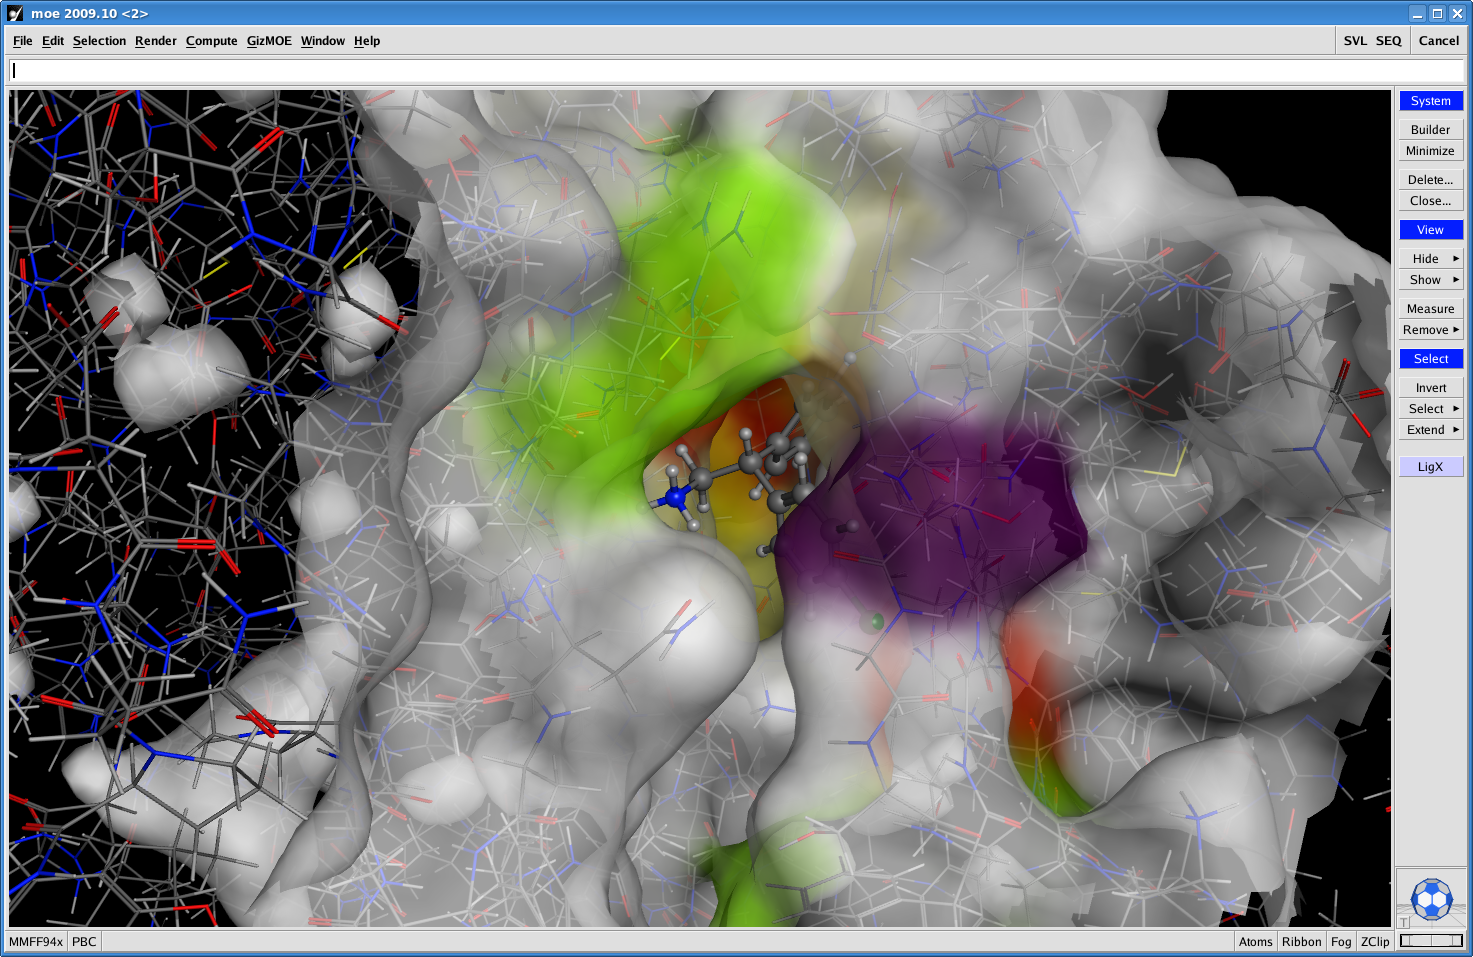 moe 2009.10 <2>
File Edit Selection Render Compute GizMOE Window Help
SVL SEQ Cancel
System
Builder
Minimize
Delete...
Close...
View
Hide
Show
Measure
Remove
Select
Invert
Select
Extend
LigX
MMFF94x PBC
Atoms Ribbon Fog ZClip